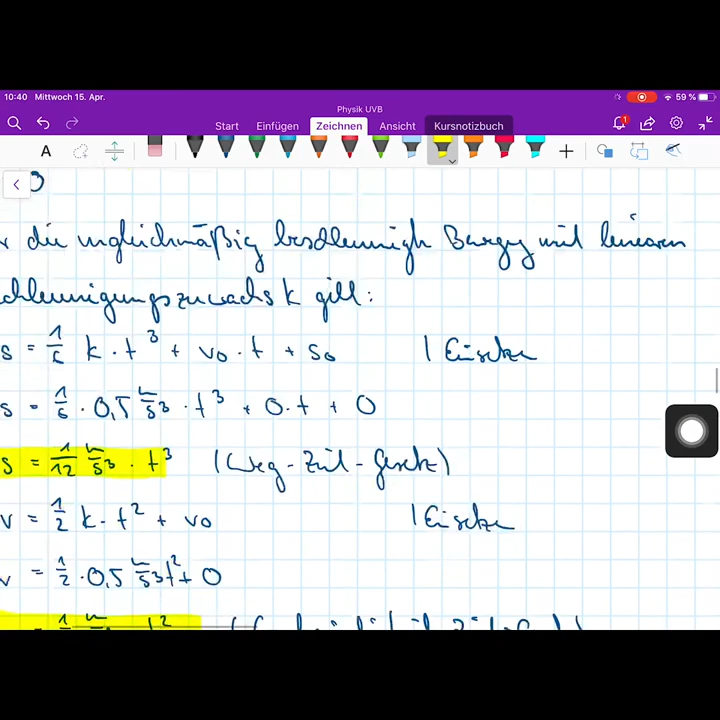 10:40 Mittwoch 15. Apr. 59 %
Physik UVB
Start Einfügen Zeichnen Ansicht Kursnotizbuch
1
A
r die ungleichmäßig beschleunigte Bewegung mit linearem
chleunigungszuwachs k gilt:
s = 1/6 k · t³ + v₀ · t + s₀ | Einsetzen
s = 1/6 · 0,5 m/s³ · t³ + 0 · t + 0
s = 1/12 m/s³ · t³ (Weg-Zeit-Gesetz)
v = 1/2 k · t² + v₀ | Einsetzen
v = 1/2 · 0,5 m/s³ t² + 0